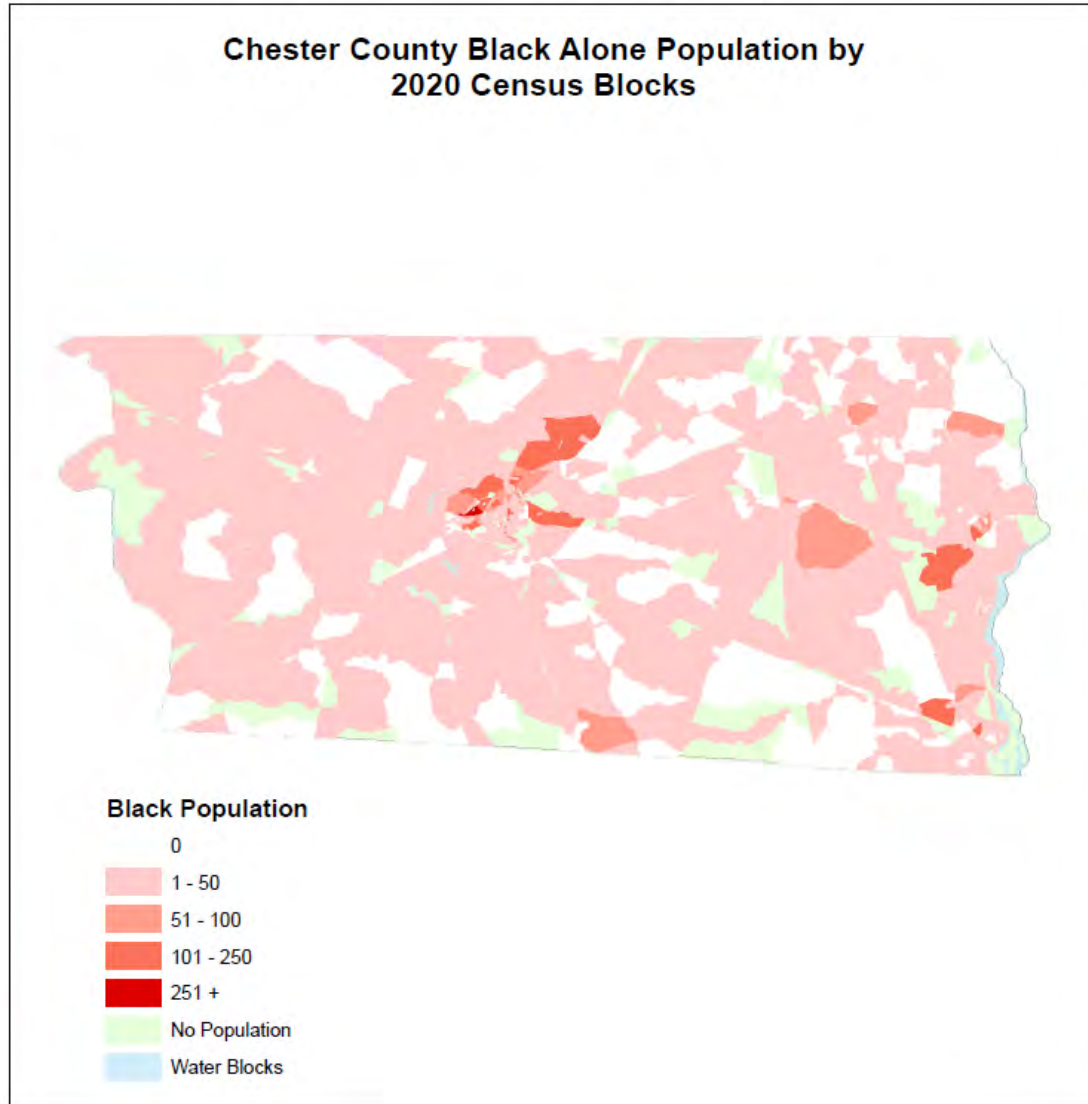 Chester County Black Alone Population by
2020 Census Blocks
Black Population
0
1 - 50
51 - 100
101 - 250
251 +
No Population
Water Blocks